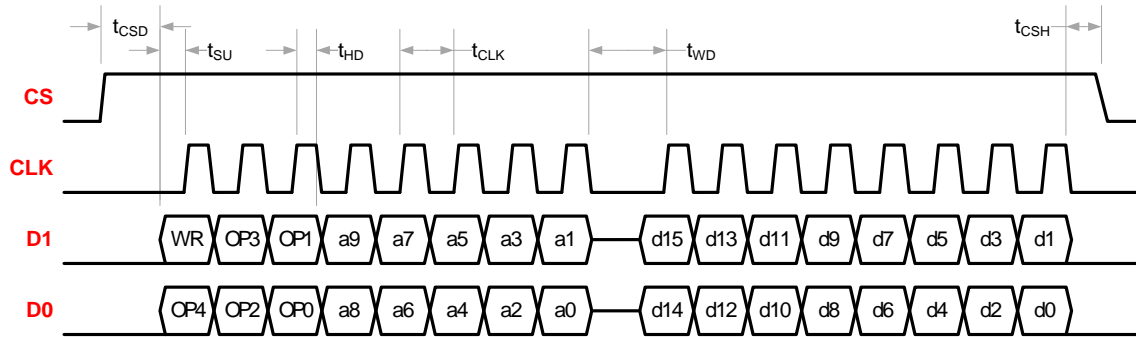 tCSD tSU tHD tCLK tWD tCSH
CS
CLK
D1 WR OP3 OP1 a9 a7 a5 a3 a1 d15 d13 d11 d9 d7 d5 d3 d1
D0 OP4 OP2 OP0 a8 a6 a4 a2 a0 d14 d12 d10 d8 d6 d4 d2 d0